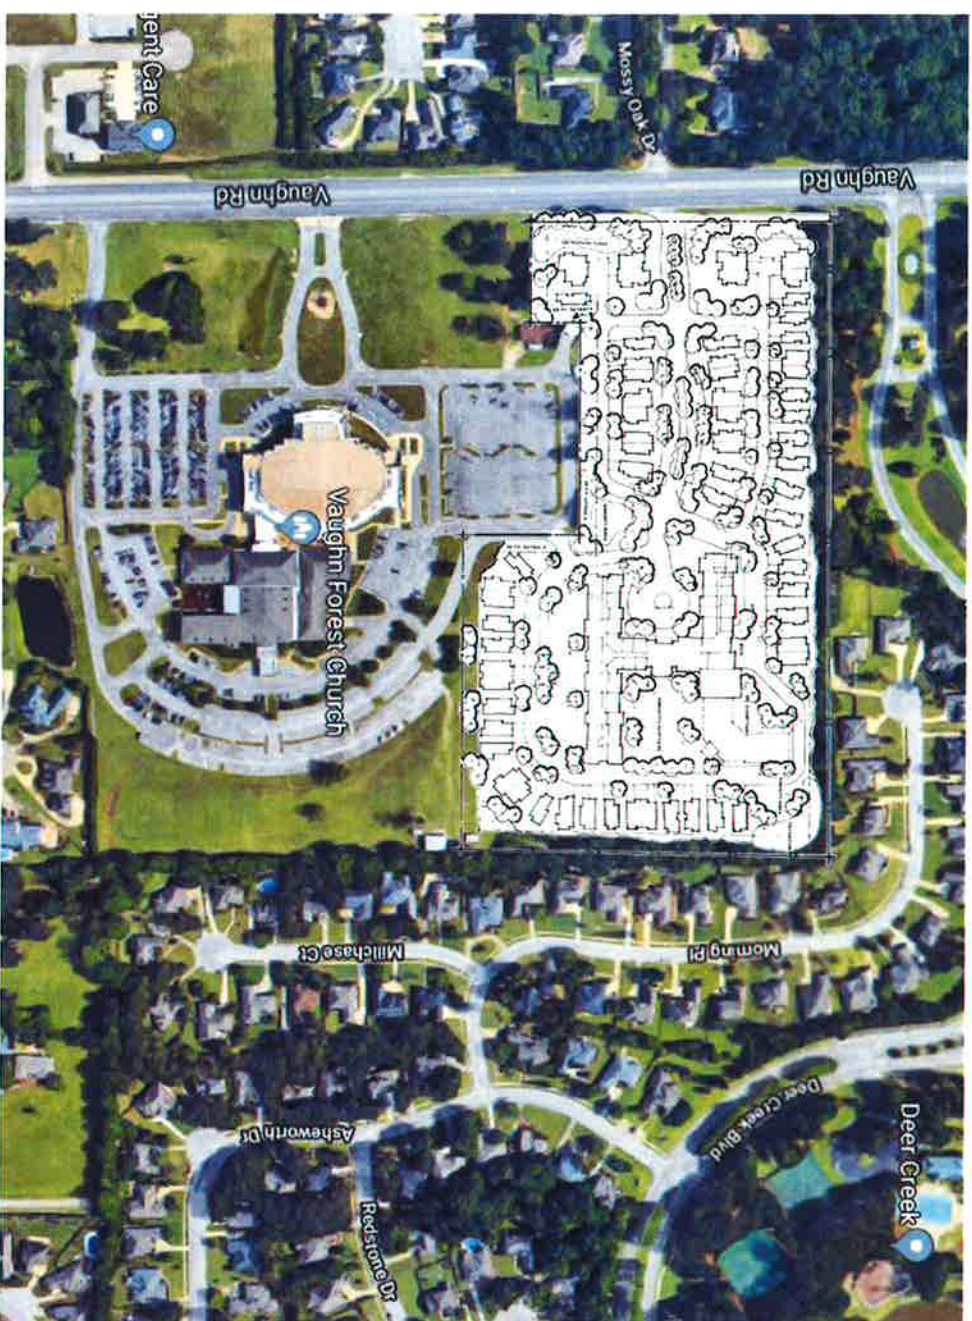 gent Care
Mossy Oak Dr
Vaughn Rd
Vaughn Rd
Vaughn Forest Church
Millchase Ct
Morning Pl
Deer Creek Blvd
Deer Creek
Asheworth Dr
Redstone Dr